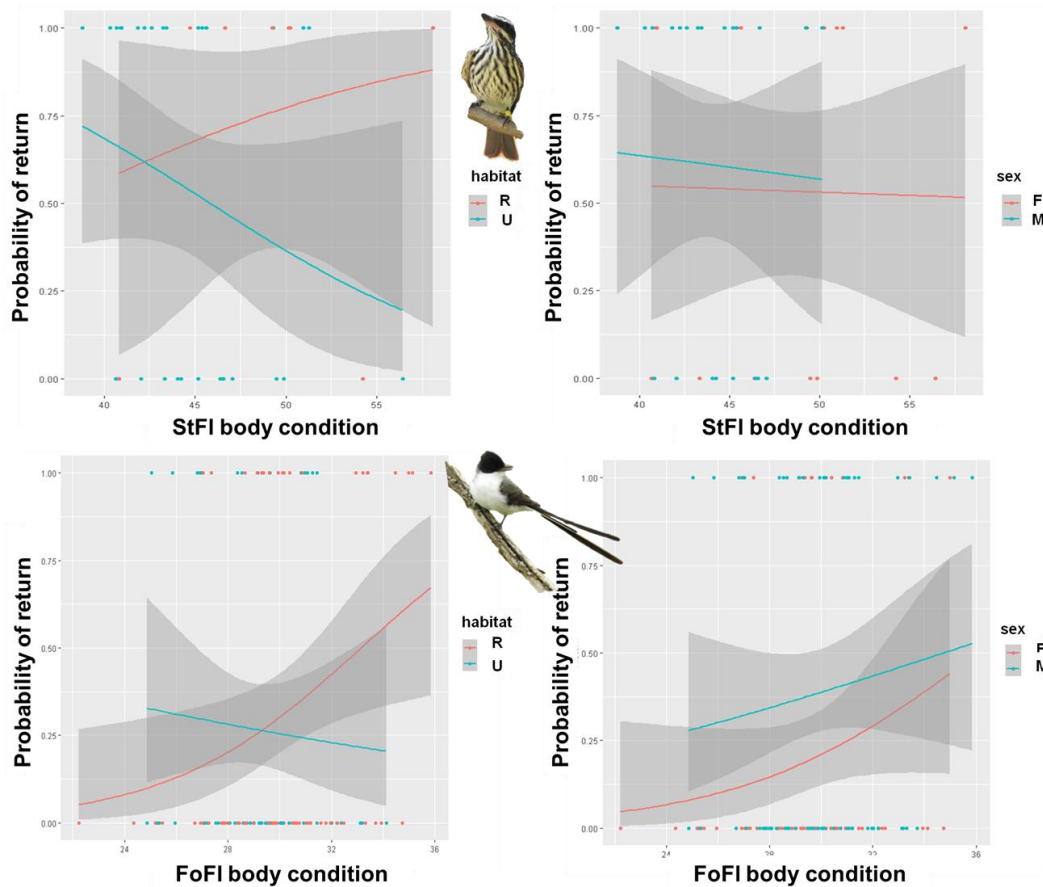 Probability of return
1.00
0.75
0.50
0.25
0.00
40 45 50 55
StFl body condition
habitat
R
U
Probability of return
1.00
0.75
0.50
0.25
0.00
40 45 50 55
StFl body condition
sex
F
M
Probability of return
1.00
0.75
0.50
0.25
0.00
24 28 32 36
FoFl body condition
habitat
R
U
Probability of return
1.00
0.75
0.50
0.25
0.00
24 28 32 36
FoFl body condition
sex
F
M